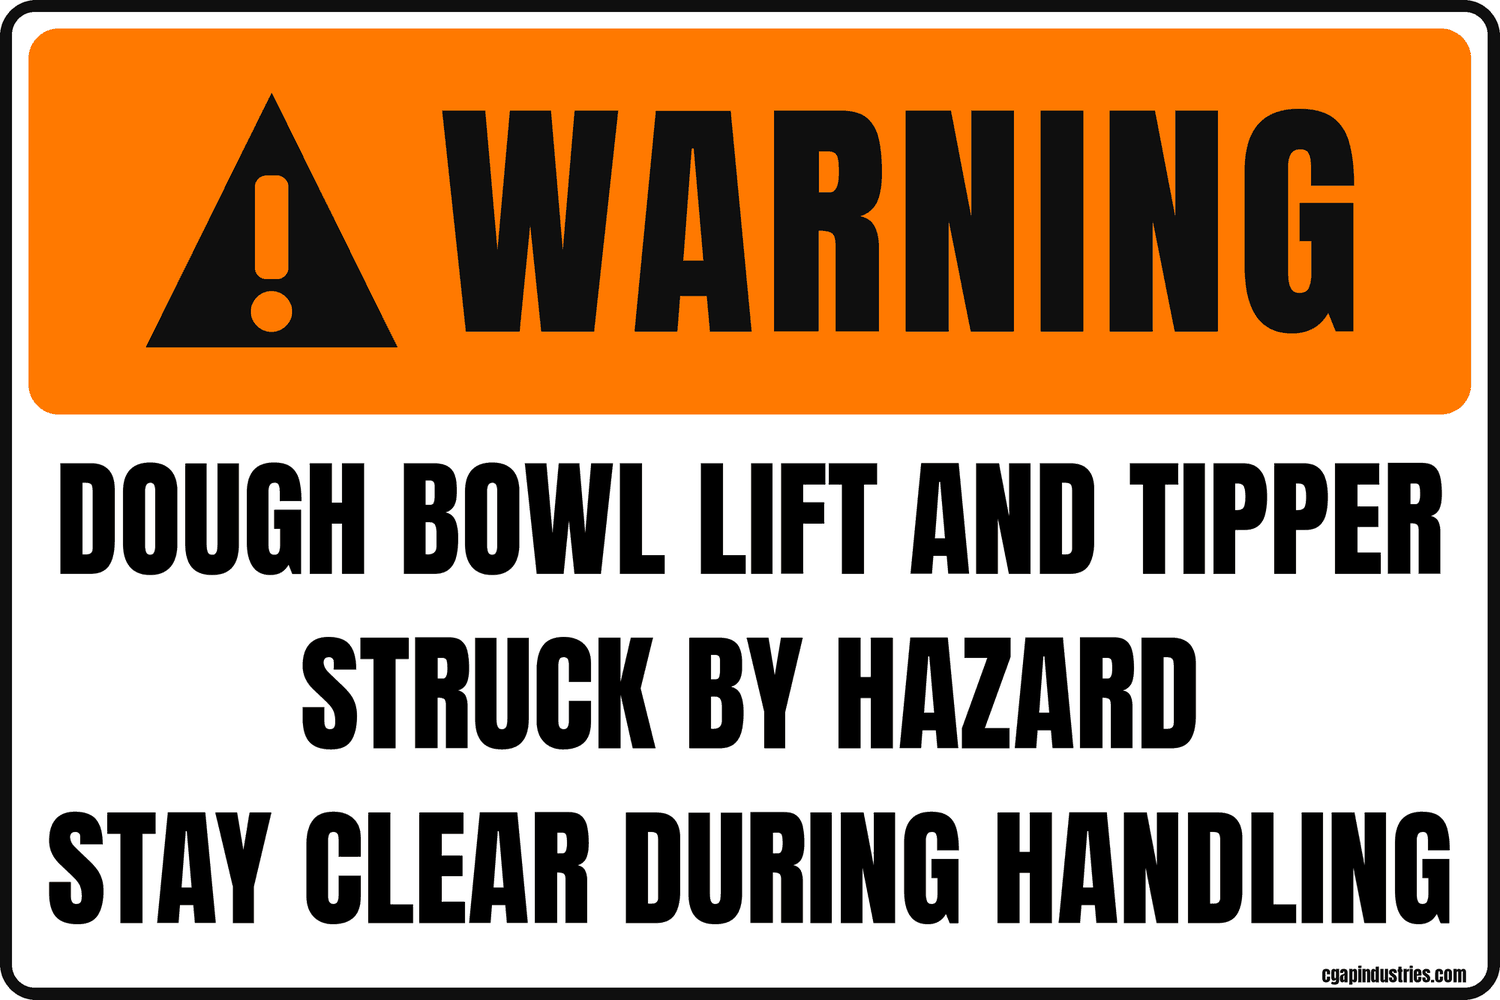 WARNING
DOUGH BOWL LIFT AND TIPPER
STRUCK BY HAZARD
STAY CLEAR DURING HANDLING
cgapindustries.com